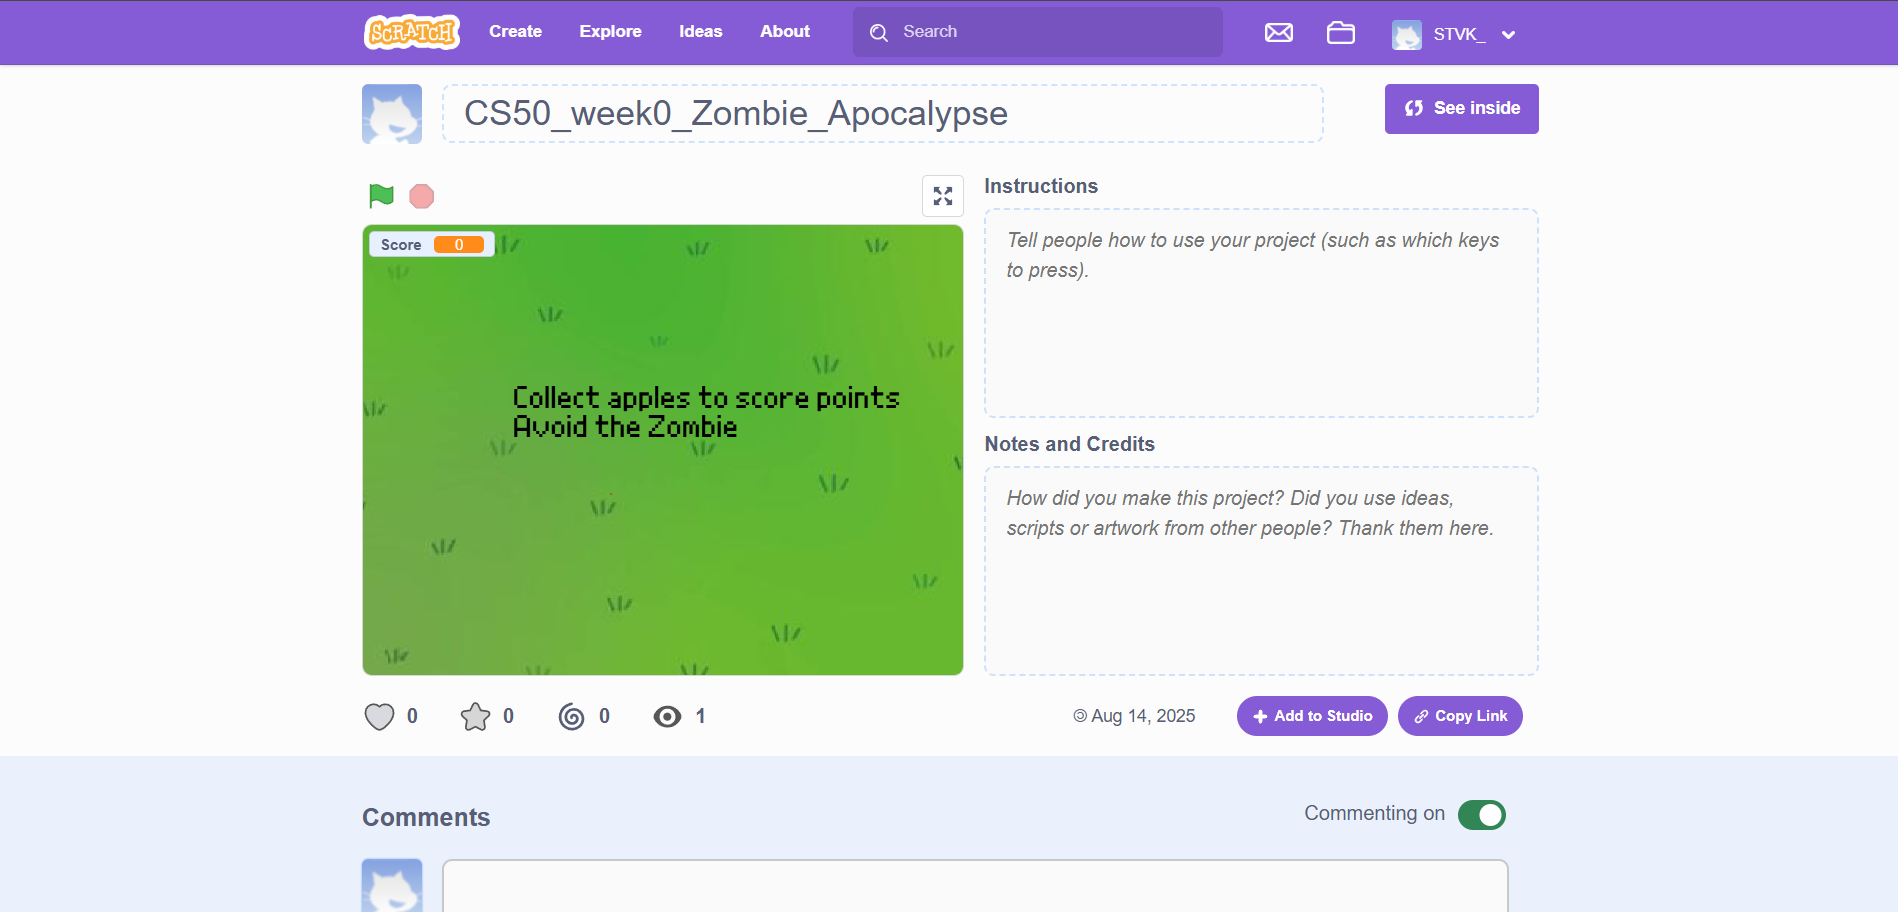 SCRATCH
Create
Explore
Ideas
About
Search
STVK_
CS50_week0_Zombie_Apocalypse
See inside
Score 0
Collect apples to score points
Avoid the Zombie
Instructions
Tell people how to use your project (such as which keys
to press).
Notes and Credits
How did you make this project? Did you use ideas,
scripts or artwork from other people? Thank them here.
0
0
0
1
Aug 14, 2025
Add to Studio
Copy Link
Comments
Commenting on